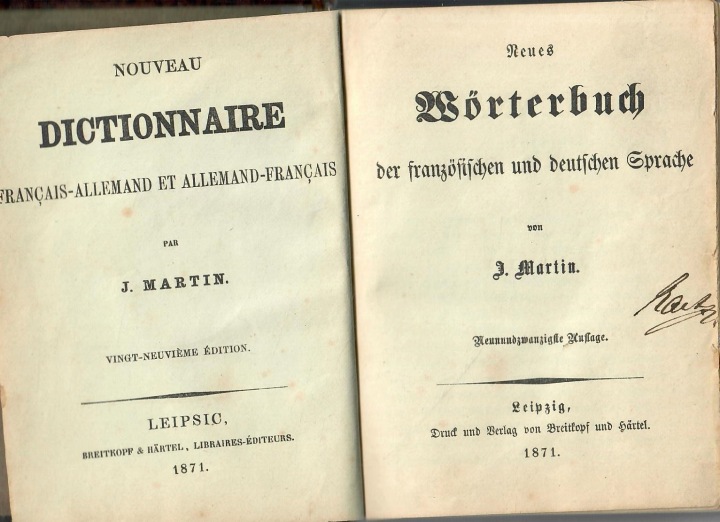 NOUVEAU
DICTIONNAIRE
FRANÇAIS-ALLEMAND ET ALLEMAND-FRANÇAIS
PAR
J. MARTIN.
VINGT-NEUVIÈME ÉDITION.
LEIPSIC,
BREITKOPF & HÄRTEL, LIBRAIRES-ÉDITEURS.
1871.
Neues
Wörterbuch
der französischen und deutschen Sprache
von
J. Martin.
Neunundzwanzigste Auflage.
Leipzig,
Druck und Verlag von Breitkopf und Härtel.
1871.